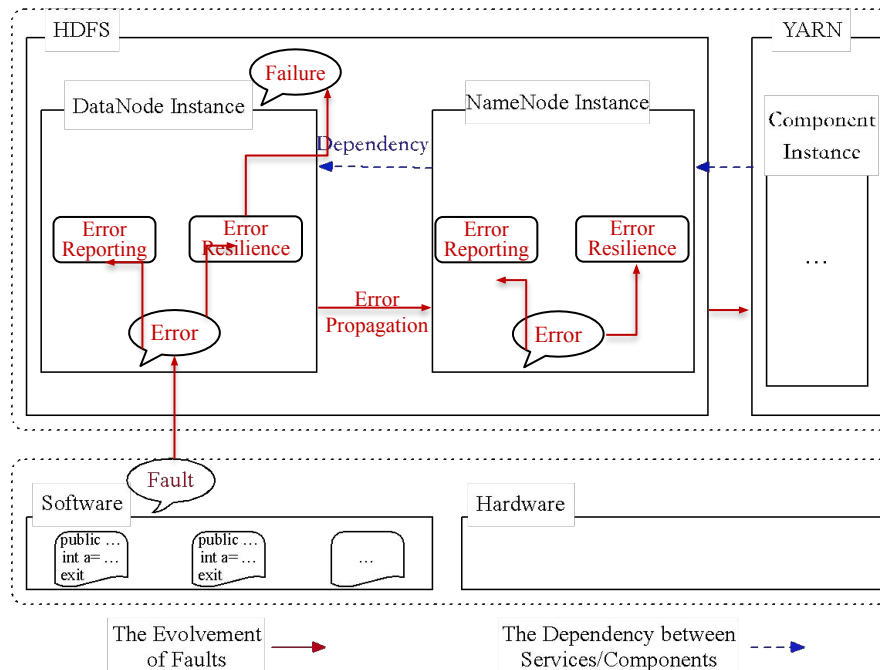 HDFS
YARN
Failure
DataNode Instance
NameNode Instance
Component
Instance
Dependency
Error
Reporting
Error
Resilience
Error
Reporting
Error
Resilience
...
Error
Propagation
Error
Error
Fault
Software
Hardware
public ...
int a= ...
exit
public ...
int a= ...
exit
...
The Evolvement
of Faults
The Dependency between
Services/Components